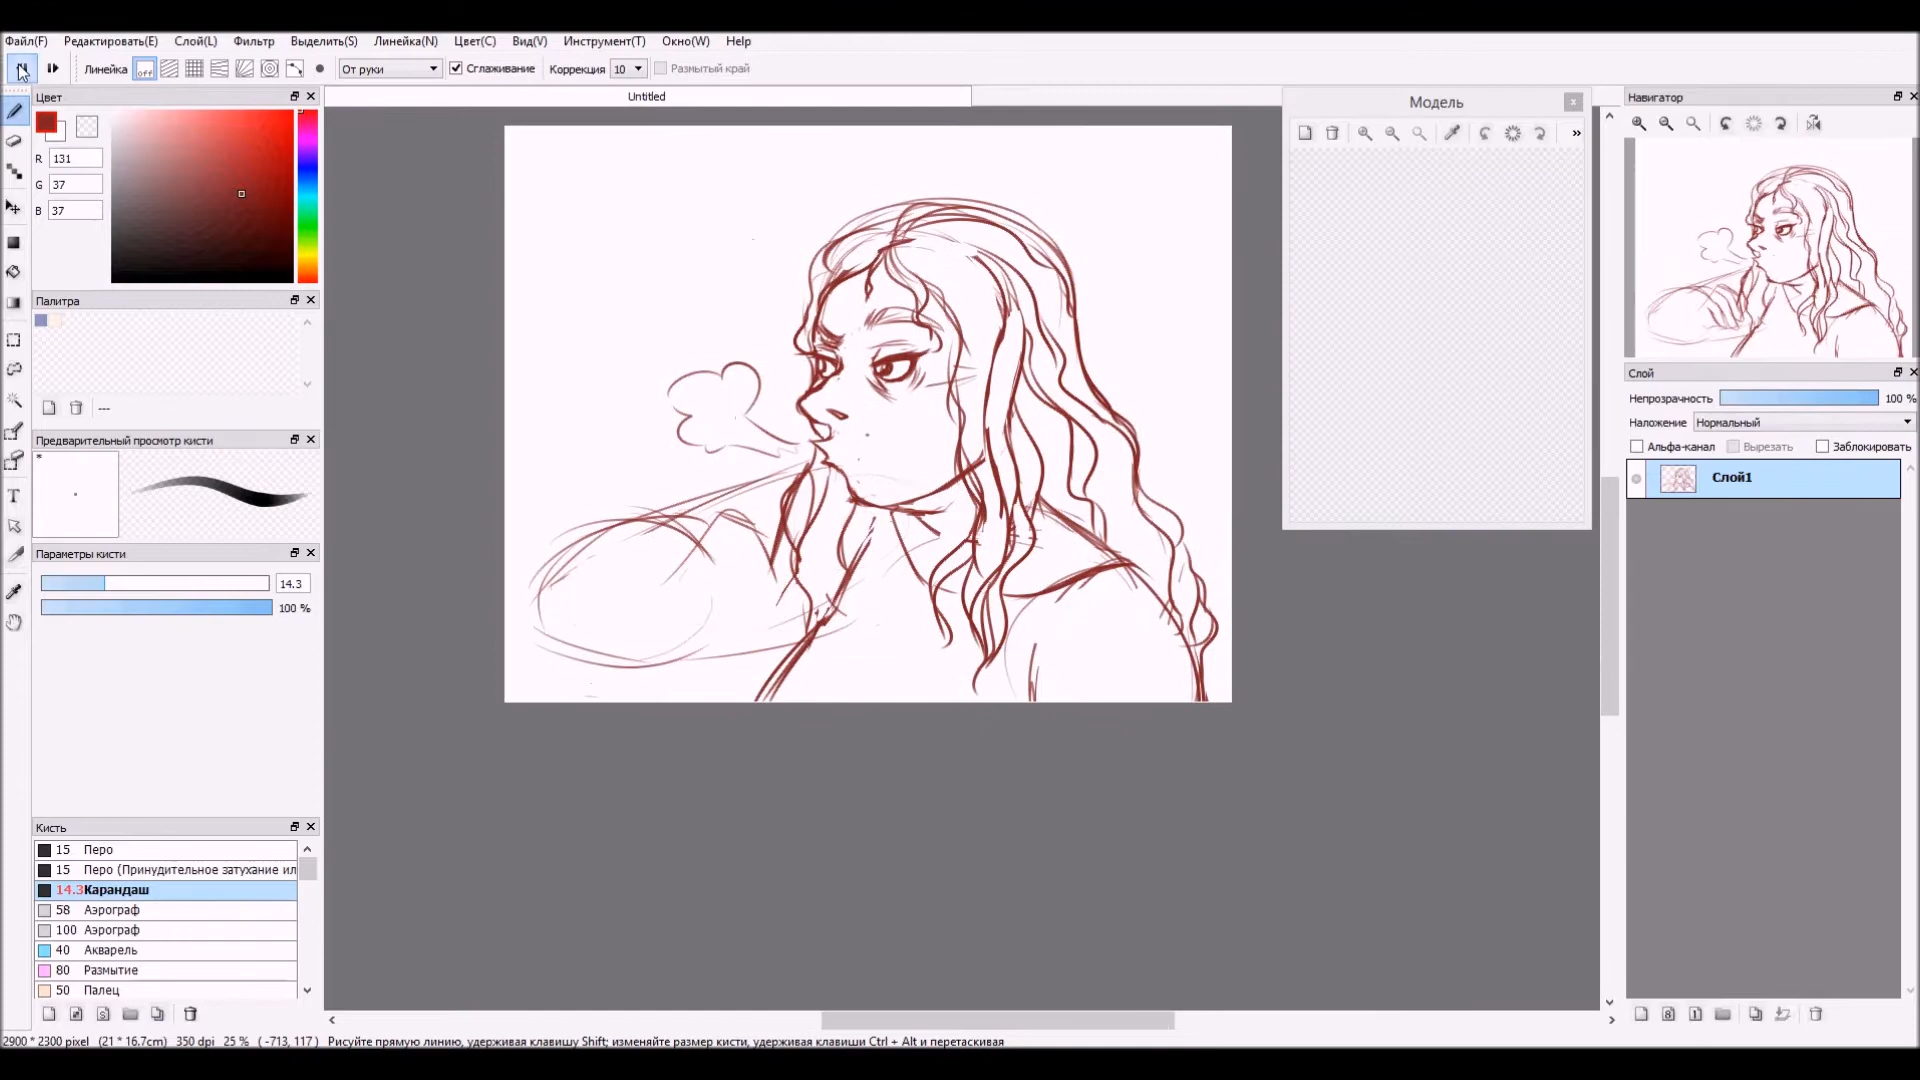 Файл(F) Редактировать(E) Слой(L) Фильтр Выделить(S) Линейка(N) Цвет(C) Вид(V) Инструмент(T) Окно(W) Help
Линейка off От руки Сглаживание Коррекция 10 Размытый край
Цвет
R 131
G 37
B 37
Палитра
---
Предварительный просмотр кисти
*
Параметры кисти
14.3
100 %
Кисть
15 Перо
15 Перо (Принудительное затухание ил
14.3 Карандаш
58 Аэрограф
100 Аэрограф
40 Акварель
80 Размытие
50 Палец
Untitled
Модель
»
Навигатор
Слой
Непрозрачность 100 %
Наложение Нормальный
Альфа-канал Вырезать Заблокировать
Слой1
2900 * 2300 pixel (21 * 16.7cm) 350 dpi 25 % ( -713, 117 ) Рисуйте прямую линию, удерживая клавишу Shift; изменяйте размер кисти, удерживая клавиши Ctrl + Alt и перетаскивая